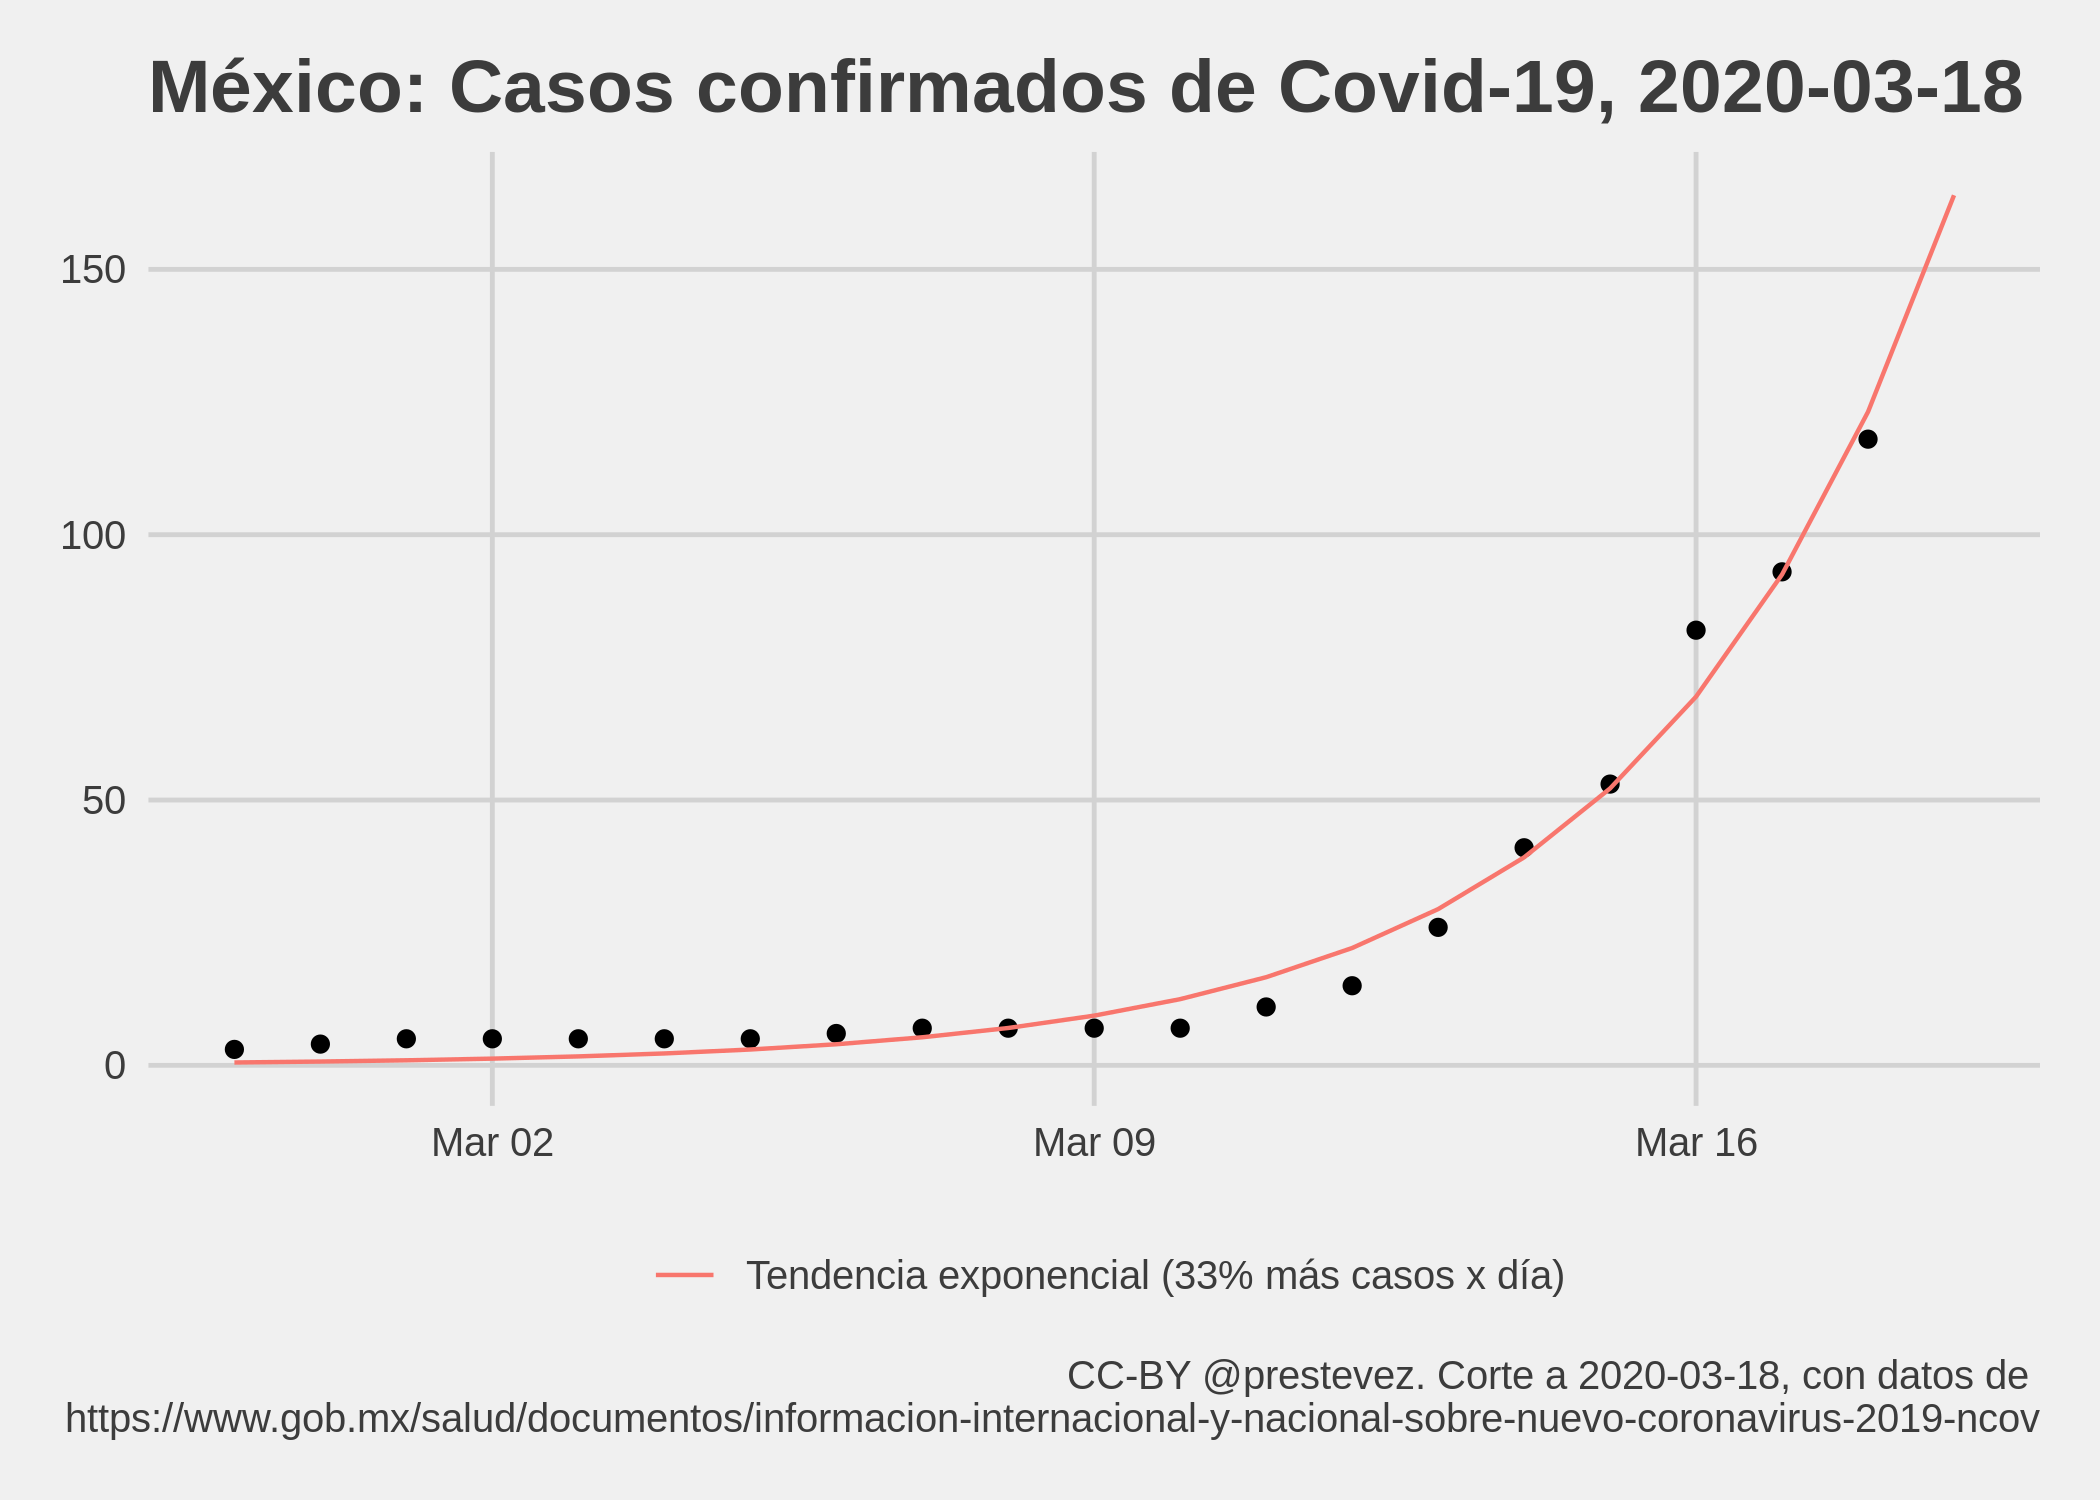 México: Casos confirmados de Covid-19, 2020-03-18
150
100
50
0
Mar 02
Mar 09
Mar 16
Tendencia exponencial (33% más casos x día)
CC-BY @prestevez. Corte a 2020-03-18, con datos de
https://www.gob.mx/salud/documentos/informacion-internacional-y-nacional-sobre-nuevo-coronavirus-2019-ncov